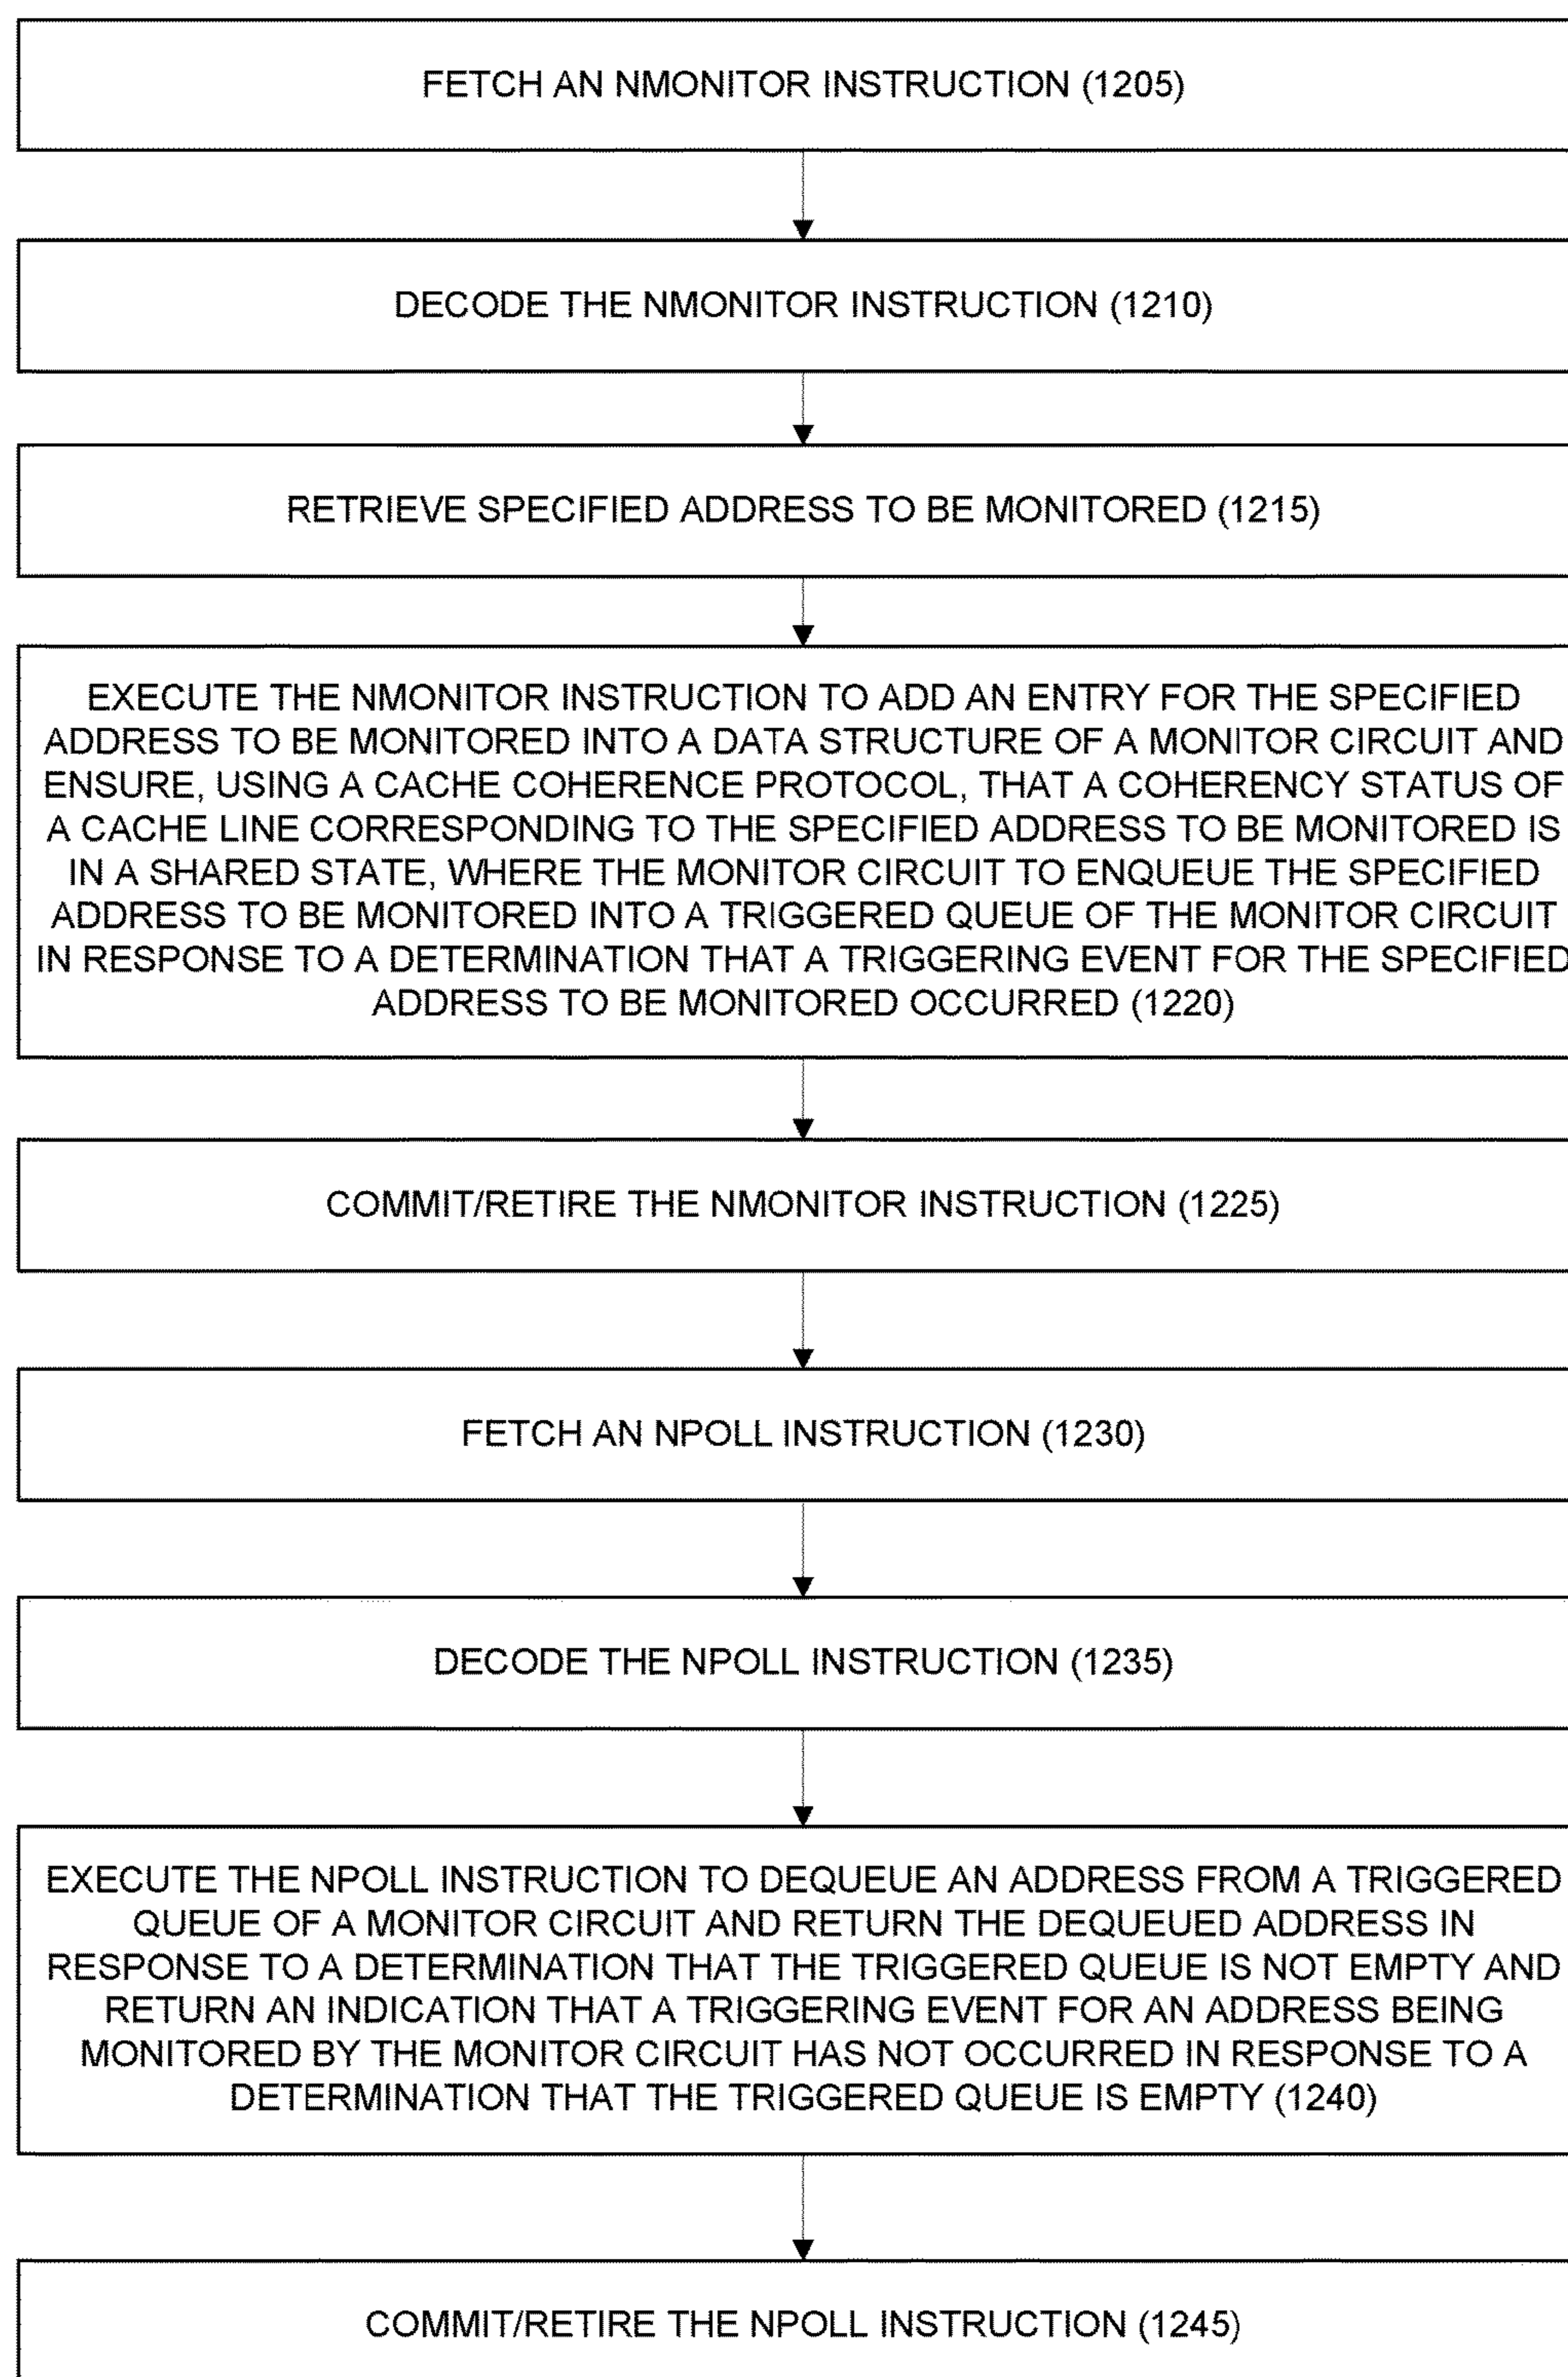 FETCH AN NMONITOR INSTRUCTION (1205)
DECODE THE NMONITOR INSTRUCTION (1210)
RETRIEVE SPECIFIED ADDRESS TO BE MONITORED (1215)
EXECUTE THE NMONITOR INSTRUCTION TO ADD AN ENTRY FOR THE SPECIFIED
ADDRESS TO BE MONITORED INTO A DATA STRUCTURE OF A MONITOR CIRCUIT AND
ENSURE, USING A CACHE COHERENCE PROTOCOL, THAT A COHERENCY STATUS OF
A CACHE LINE CORRESPONDING TO THE SPECIFIED ADDRESS TO BE MONITORED IS
IN A SHARED STATE, WHERE THE MONITOR CIRCUIT TO ENQUEUE THE SPECIFIED
ADDRESS TO BE MONITORED INTO A TRIGGERED QUEUE OF THE MONITOR CIRCUIT
IN RESPONSE TO A DETERMINATION THAT A TRIGGERING EVENT FOR THE SPECIFIED
ADDRESS TO BE MONITORED OCCURRED (1220)
COMMIT/RETIRE THE NMONITOR INSTRUCTION (1225)
FETCH AN NPOLL INSTRUCTION (1230)
DECODE THE NPOLL INSTRUCTION (1235)
EXECUTE THE NPOLL INSTRUCTION TO DEQUEUE AN ADDRESS FROM A TRIGGERED
QUEUE OF A MONITOR CIRCUIT AND RETURN THE DEQUEUED ADDRESS IN
RESPONSE TO A DETERMINATION THAT THE TRIGGERED QUEUE IS NOT EMPTY AND
RETURN AN INDICATION THAT A TRIGGERING EVENT FOR AN ADDRESS BEING
MONITORED BY THE MONITOR CIRCUIT HAS NOT OCCURRED IN RESPONSE TO A
DETERMINATION THAT THE TRIGGERED QUEUE IS EMPTY (1240)
COMMIT/RETIRE THE NPOLL INSTRUCTION (1245)